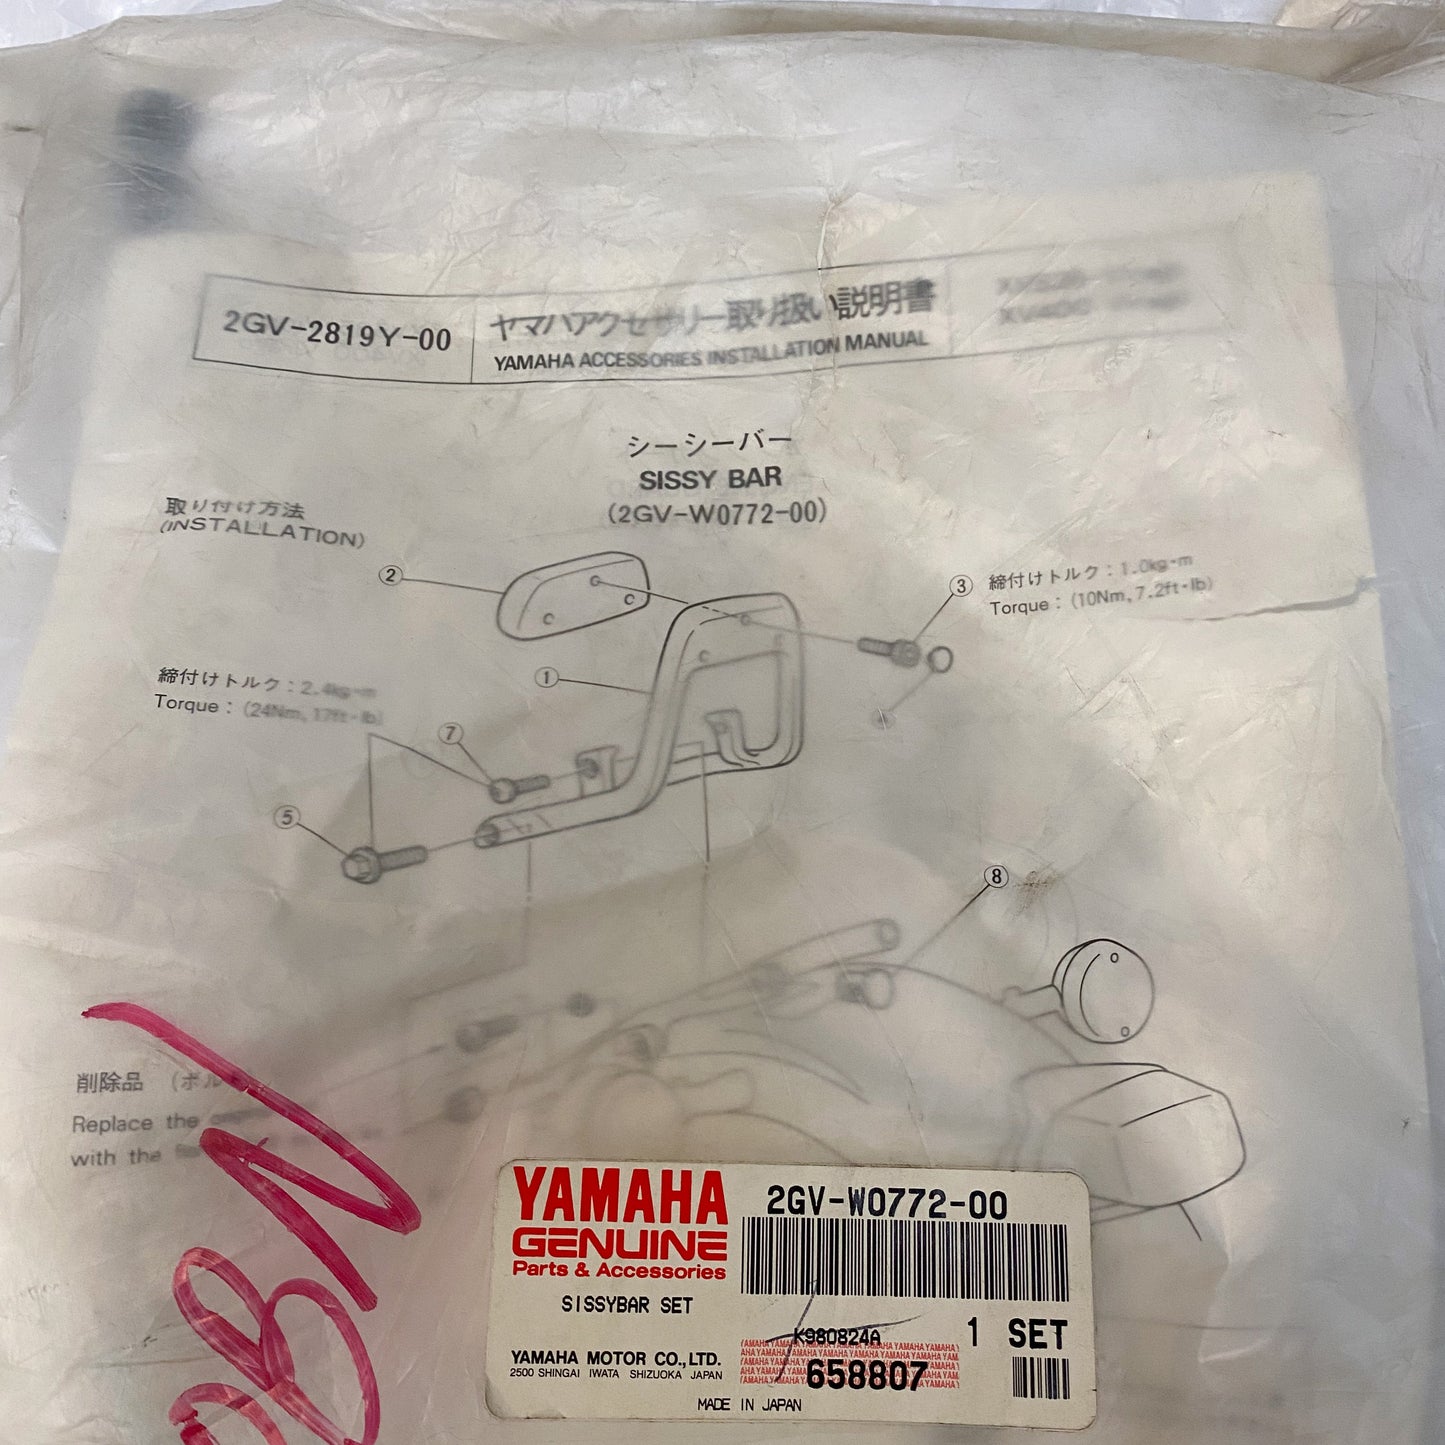 2GV-2819Y-00
ヤマハアクセサリー取り扱い説明書
YAMAHA ACCESSORIES INSTALLATION MANUAL
シーシーバー
SISSY BAR
(2GV-W0772-00)
取り付け方法
(INSTALLATION)
②
③
締付けトルク：1.0kg-m
Torque : (10Nm, 7.2ft-lb)
①
締付けトルク：2.4kg-m
Torque : (24Nm, 17ft-lb)
⑦
⑤
⑧
削除品 (ボル
Replace the
with the
YAMAHA
GENUINE
Parts & Accessories
SISSYBAR SET
YAMAHA MOTOR CO.,LTD.
2500 SHINGAI IWATA SHIZUOKA JAPAN
2GV-W0772-00
K980824A
1 SET
658807
MADE IN JAPAN